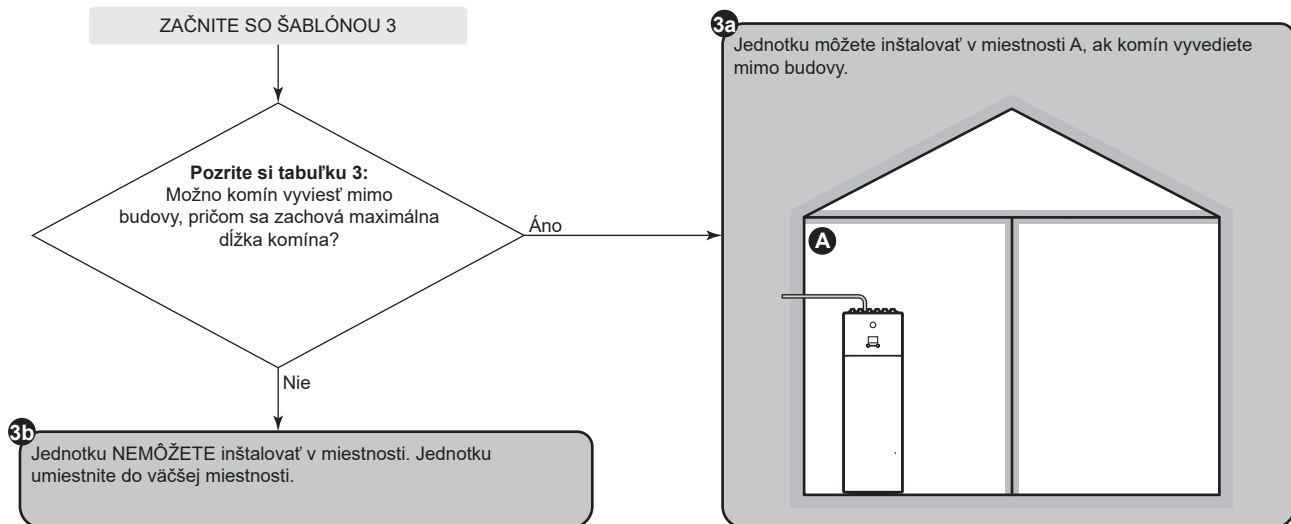 ZAČNITE SO ŠABLÓNOU 3
Pozrite si tabuľku 3:
Možno komín vyviesť mimo
budovy, pričom sa zachová maximálna
dĺžka komína?
Áno
Nie
3a
Jednotku môžete inštalovať v miestnosti A, ak komín vyvediete
mimo budovy.
A
3b
Jednotku NEMÔŽETE inštalovať v miestnosti. Jednotku
umiestnite do väčšej miestnosti.